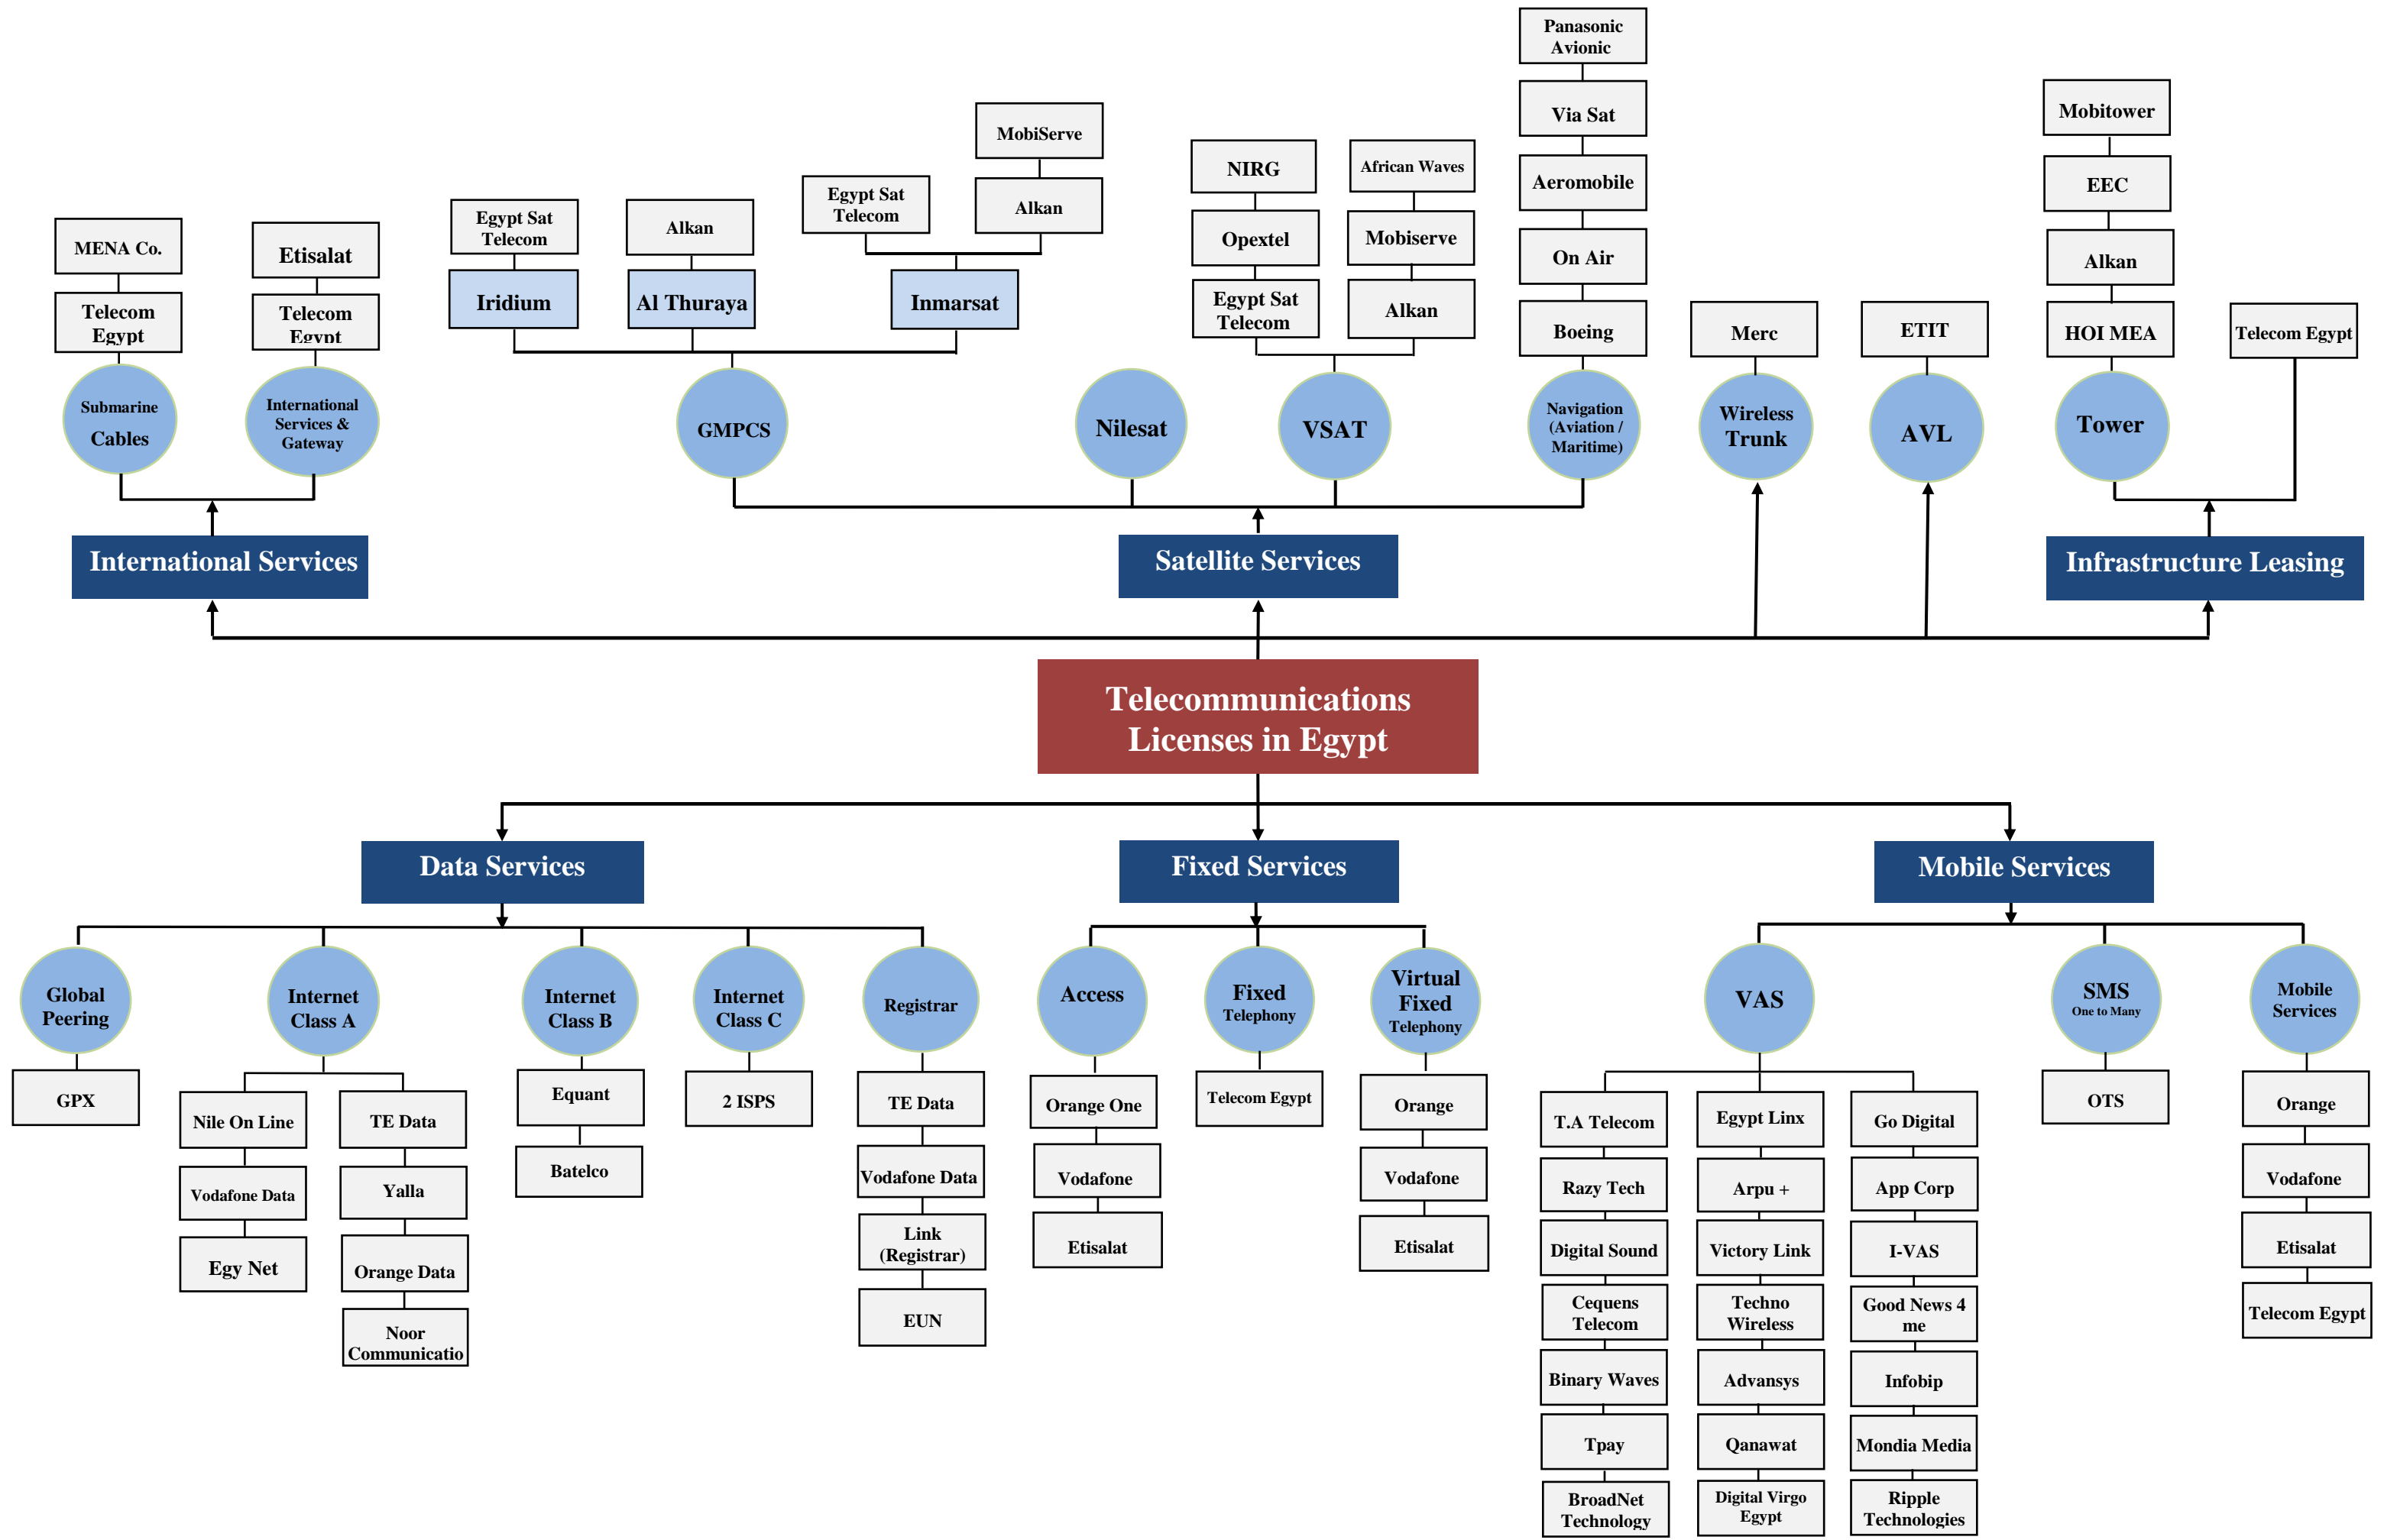 Panasonic
Avionic
Via Sat
Aeromobile
On Air
Boeing
Mobitower
EEC
Alkan
HOI MEA
Telecom Egypt
MobiServe
Alkan
Egypt Sat
Telecom
NIRG
Opextel
Egypt Sat
Telecom
African Waves
Mobiserve
Alkan
Egypt Sat
Telecom
Alkan
MENA Co.
Telecom
Egypt
Etisalat
Telecom
Egypt
Iridium
Al Thuraya
Inmarsat
Merc
ETIT
Submarine
Cables
International
Services &
Gateway
GMPCS
Nilesat
VSAT
Navigation
(Aviation /
Maritime)
Wireless
Trunk
AVL
Tower
International Services
Satellite Services
Infrastructure Leasing
Telecommunications
Licenses in Egypt
Data Services
Fixed Services
Mobile Services
Global
Peering
Internet
Class A
Internet
Class B
Internet
Class C
Registrar
Access
Fixed
Telephony
Virtual
Fixed
Telephony
VAS
SMS
One to Many
Mobile
Services
GPX
Nile On Line
Vodafone Data
Egy Net
TE Data
Yalla
Orange Data
Noor
Communicatio
Equant
Batelco
2 ISPS
TE Data
Vodafone Data
Link
(Registrar)
EUN
Orange One
Vodafone
Etisalat
Telecom Egypt
Orange
Vodafone
Etisalat
T.A Telecom
Razy Tech
Digital Sound
Cequens
Telecom
Binary Waves
Tpay
BroadNet
Technology
Egypt Linx
Arpu +
Victory Link
Techno
Wireless
Advansys
Qanawat
Digital Virgo
Egypt
Go Digital
App Corp
I-VAS
Good News 4
me
Infobip
Mondia Media
Ripple
Technologies
OTS
Orange
Vodafone
Etisalat
Telecom Egypt